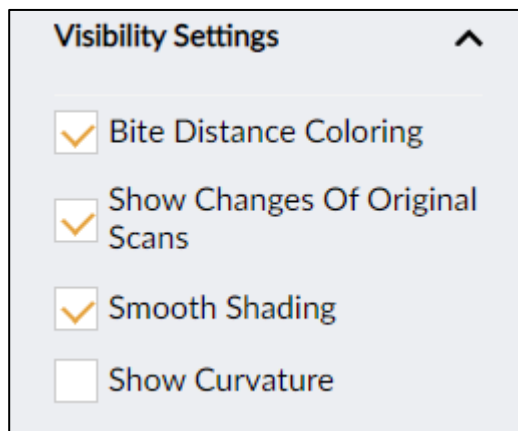 Visibility Settings
Bite Distance Coloring
Show Changes Of Original
Scans
Smooth Shading
Show Curvature